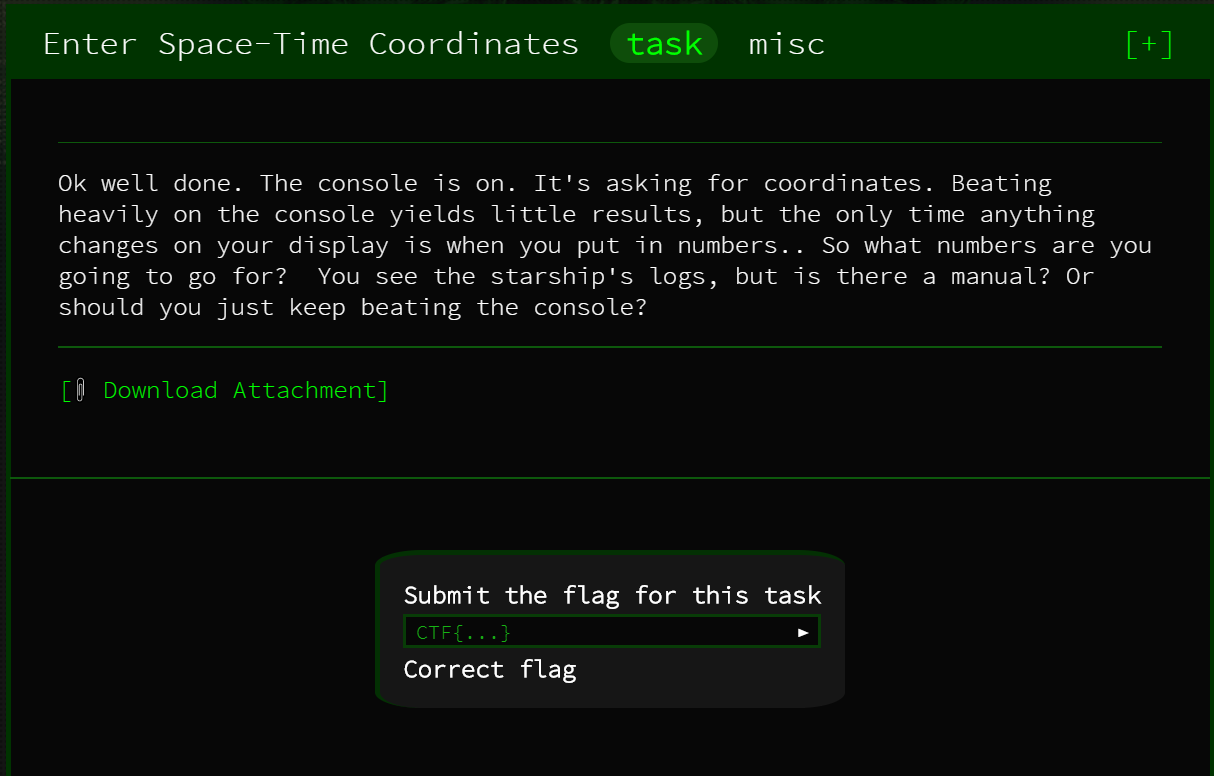 Enter Space-Time Coordinates task misc [+]
Ok well done. The console is on. It's asking for coordinates. Beating
heavily on the console yields little results, but the only time anything
changes on your display is when you put in numbers.. So what numbers are you
going to go for?  You see the starship's logs, but is there a manual? Or
should you just keep beating the console?
[📎 Download Attachment]
Submit the flag for this task
CTF{...}
Correct flag